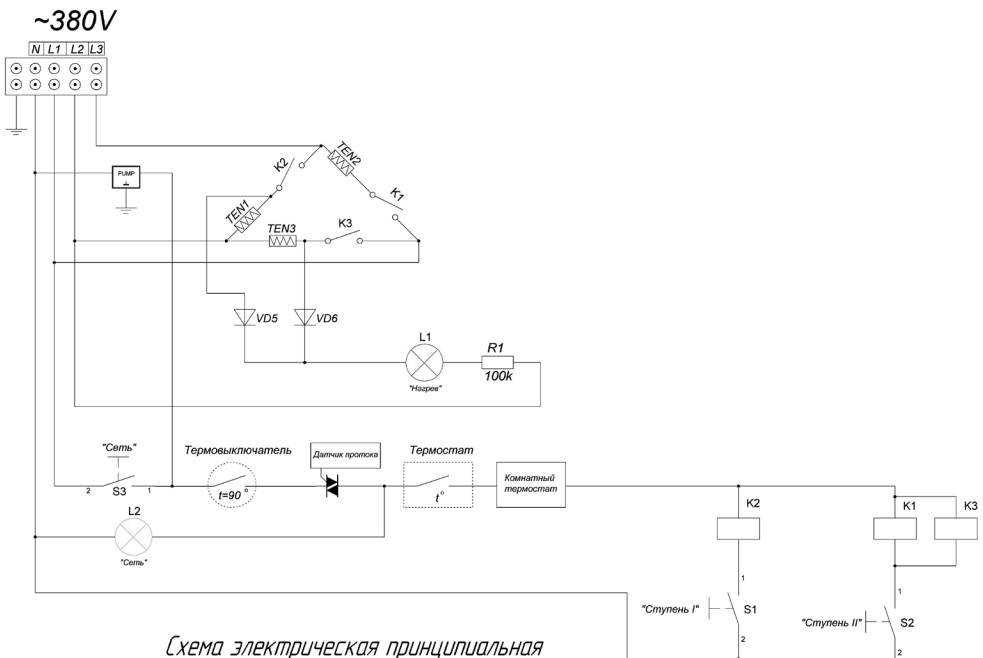 ~380V
N L1 L2 L3
PUMP
K2
TEN2
K1
TEN1
TEN3
K3
VD5
VD6
L1
R1
100k
"Нагрев"
"Сеть"
Термовыключатель
Датчик протока
Термостат
2 S3 1
t=90°
t°
Комнатный
термостат
L2
"Сеть"
K2
K1
K3
1
1
"Ступень I"
S1
"Ступень II"
S2
2
2
Схема электрическая принципиальная